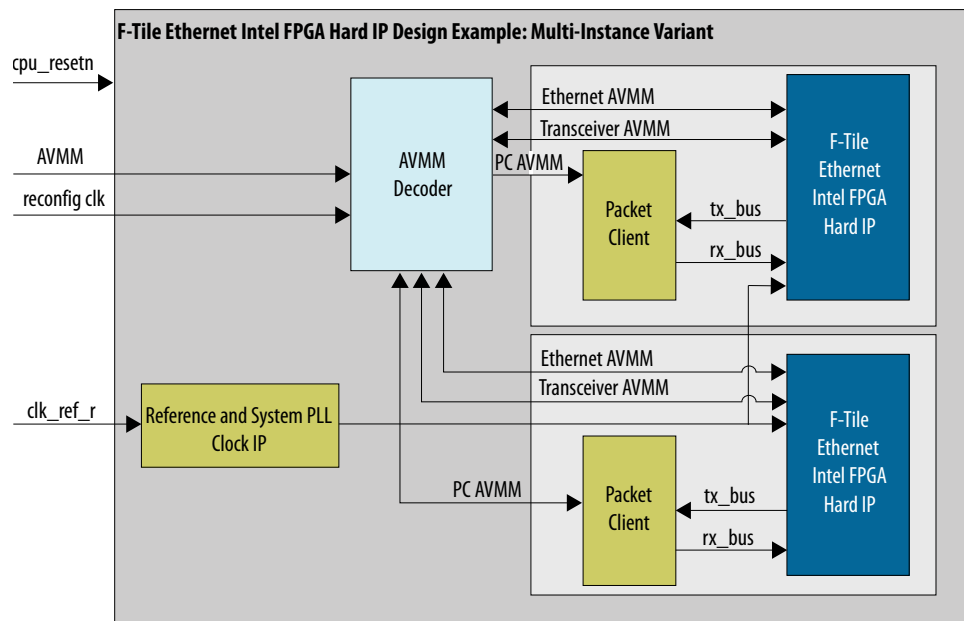 F-Tile Ethernet Intel FPGA Hard IP Design Example: Multi-Instance Variant
cpu_resetn
AVMM
reconfig clk
AVMM
Decoder
Ethernet AVMM
Transceiver AVMM
PC AVMM
Packet
Client
tx_bus
rx_bus
F-Tile
Ethernet
Intel FPGA
Hard IP
clk_ref_r
Reference and System PLL
Clock IP
Ethernet AVMM
Transceiver AVMM
PC AVMM
Packet
Client
tx_bus
rx_bus
F-Tile
Ethernet
Intel FPGA
Hard IP